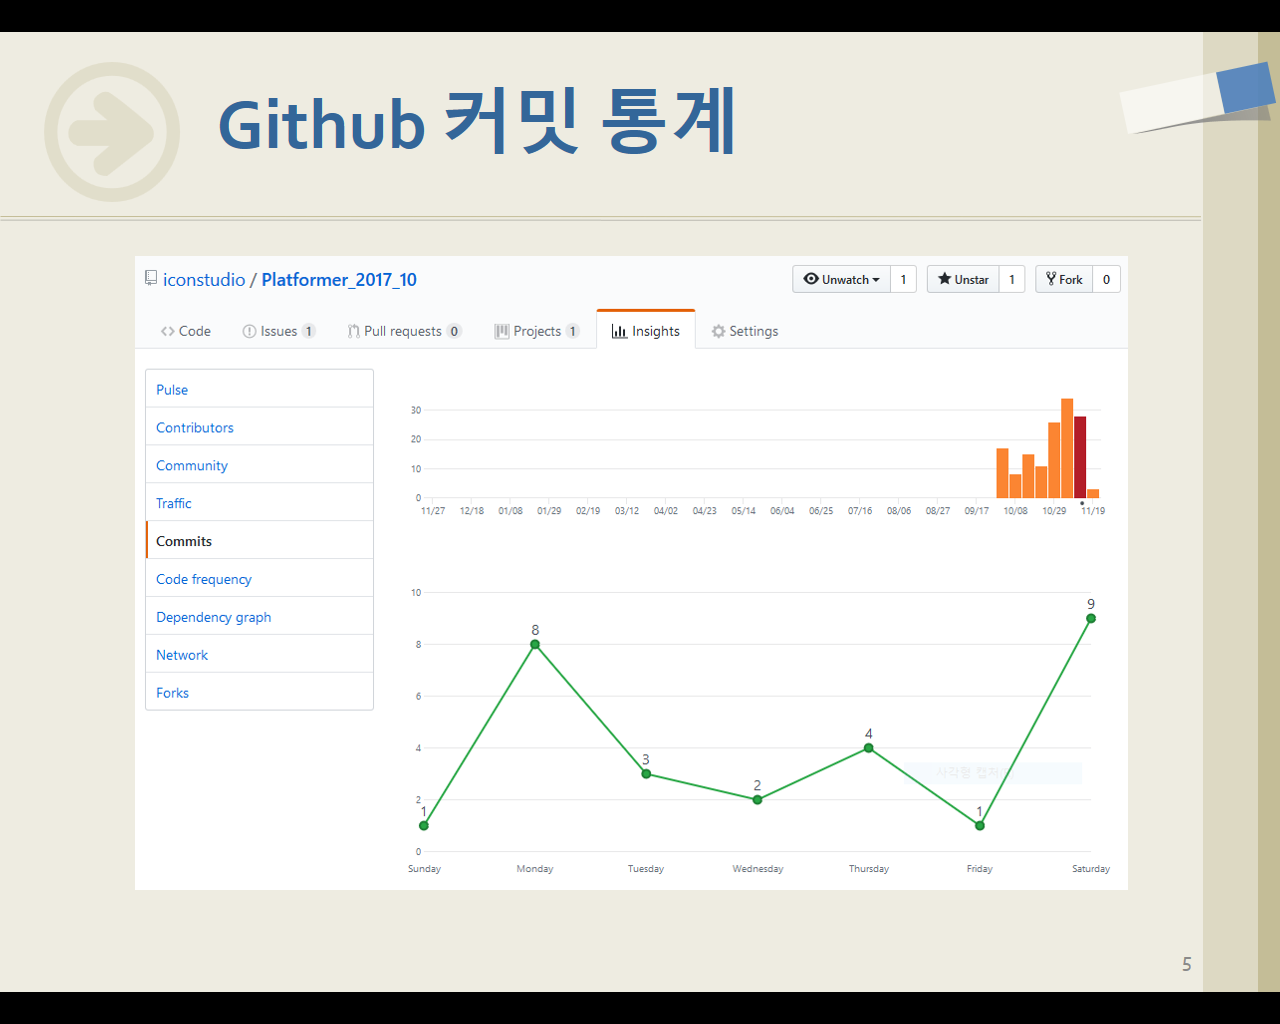 Github 커밋 통계
iconstudio / Platformer_2017_10
Unwatch 1 Unstar 1 Fork 0
Code Issues 1 Pull requests 0 Projects 1 Insights Settings
Pulse
Contributors
Community
Traffic
Commits
Code frequency
Dependency graph
Network
Forks
30
20
10
0
11/27 12/18 01/08 01/29 02/19 03/12 04/02 04/23 05/14 06/04 06/25 07/16 08/06 08/27 09/17 10/08 10/29 11/19
10
9
8
8
6
4
4
3
2
2
1
1
0
Sunday Monday Tuesday Wednesday Thursday Friday Saturday
5